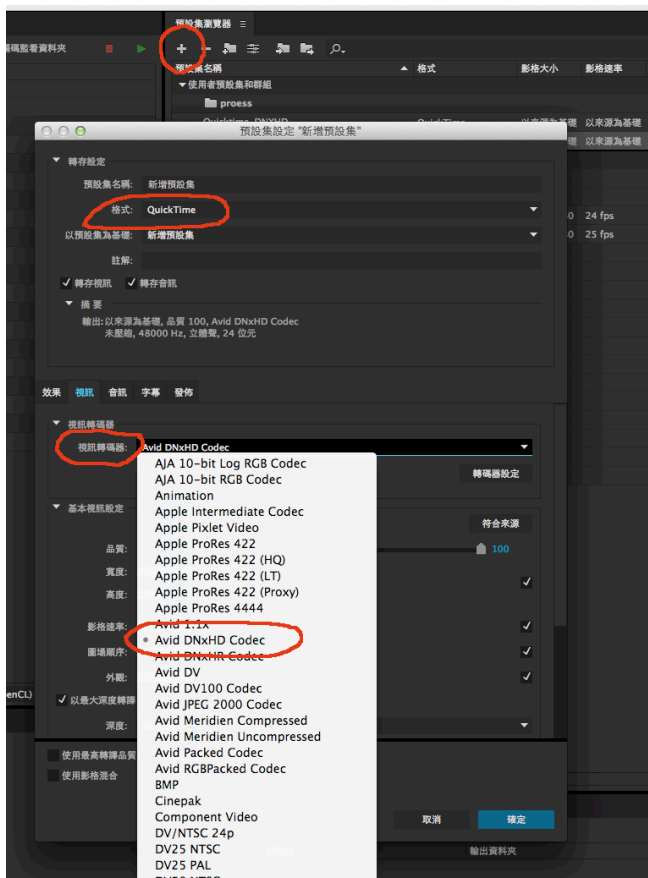 預設集瀏覽器
編碼監看資料夾
預設集名稱 格式 影格大小 影格速率
使用者預設集和群組
proess
Quicktime DNXHD QuickTime 以來源為基礎 以來源為基礎
預設集設定 "新增預設集"
礎 以來源為基礎
轉存設定
預設集名稱: 新增預設集
格式: QuickTime
0 24 fps
以預設集為基礎: 新增預設集
0 25 fps
註解:
轉存視訊 轉存音訊
摘要
輸出: 以來源為基礎, 品質 100, Avid DNxHD Codec
未壓縮, 48000 Hz, 立體聲, 24 位元
效果 視訊 音訊 字幕 發佈
視訊轉碼器
視訊轉碼器: Avid DNxHD Codec
AJA 10-bit Log RGB Codec
AJA 10-bit RGB Codec
轉碼器設定
Animation
基本視訊設定
Apple Intermediate Codec
Apple Pixlet Video
符合來源
Apple ProRes 422
品質:
100
Apple ProRes 422 (HQ)
寬度:
Apple ProRes 422 (LT)
高度:
Apple ProRes 422 (Proxy)
Apple ProRes 4444
影格速率:
Avid 1:1x
Avid DNxHD Codec
圖場順序:
Avid DNxHR Codec
外觀:
Avid DV
enCL)
以最大深度轉譯
Avid DV100 Codec
Avid JPEG 2000 Codec
深度:
Avid Meridien Compressed
Avid Meridien Uncompressed
使用最高轉譯品質
Avid Packed Codec
使用影格混合
Avid RGBPacked Codec
BMP
Cinepak
Component Video
取消 確定
DV/NTSC 24p
DV25 NTSC
輸出資料夾
DV25 PAL
DV50 NTSC